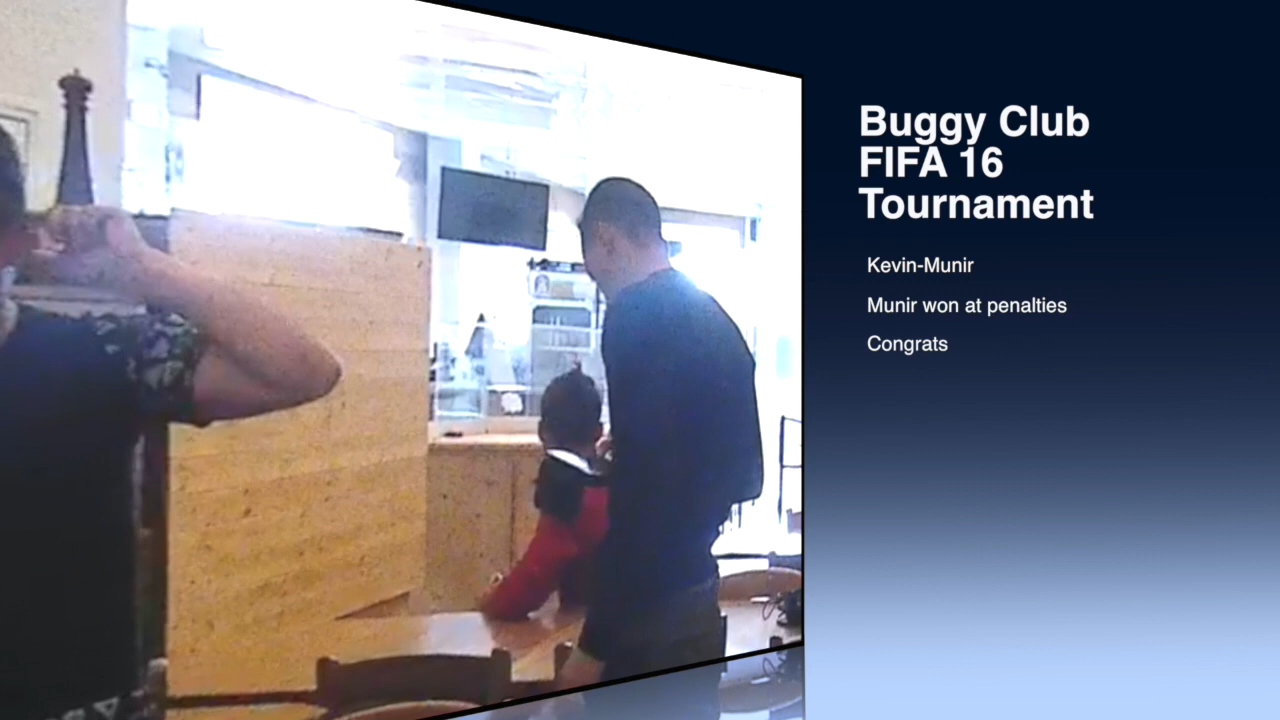 Buggy Club
FIFA 16
Tournament
Kevin-Munir
Munir won at penalties
Congrats